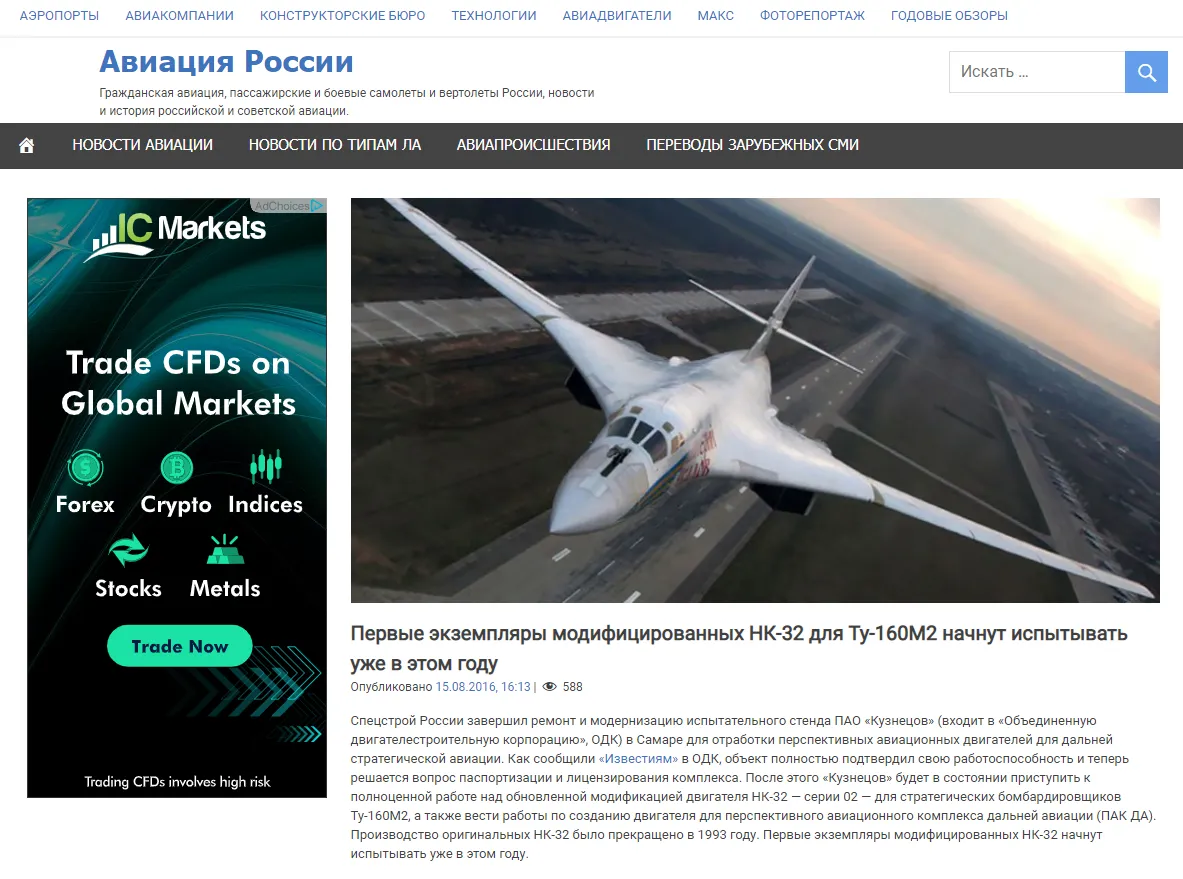 АЭРОПОРТЫ АВИАКОМПАНИИ КОНСТРУКТОРСКИЕ БЮРО ТЕХНОЛОГИИ АВИАДВИГАТЕЛИ МАКС ФОТОРЕПОРТАЖ ГОДОВЫЕ ОБЗОРЫ
Авиация России
Гражданская авиация, пассажирские и боевые самолеты и вертолеты России, новости
и история российской и советской авиации.
Искать …
НОВОСТИ АВИАЦИИ НОВОСТИ ПО ТИПАМ ЛА АВИАПРОИСШЕСТВИЯ ПЕРЕВОДЫ ЗАРУБЕЖНЫХ СМИ
AdChoices
IC Markets
Trade CFDs on
Global Markets
Forex Crypto Indices
Stocks Metals
Trade Now
Trading CFDs involves high risk
Первые экземпляры модифицированных НК-32 для Ту-160М2 начнут испытывать
уже в этом году
Опубликовано 15.08.2016, 16:13 | 588
Спецстрой России завершил ремонт и модернизацию испытательного стенда ПАО «Кузнецов» (входит в «Объединенную
двигателестроительную корпорацию», ОДК) в Самаре для отработки перспективных авиационных двигателей для дальней
стратегической авиации. Как сообщили «Известиям» в ОДК, объект полностью подтвердил свою работоспособность и теперь
решается вопрос паспортизации и лицензирования комплекса. После этого «Кузнецов» будет в состоянии приступить к
полноценной работе над обновленной модификацией двигателя НК-32 — серии 02 — для стратегических бомбардировщиков
Ту-160М2, а также вести работы по созданию двигателя для перспективного авиационного комплекса дальней авиации (ПАК ДА).
Производство оригинальных НК-32 было прекращено в 1993 году. Первые экземпляры модифицированных НК-32 начнут
испытывать уже в этом году.